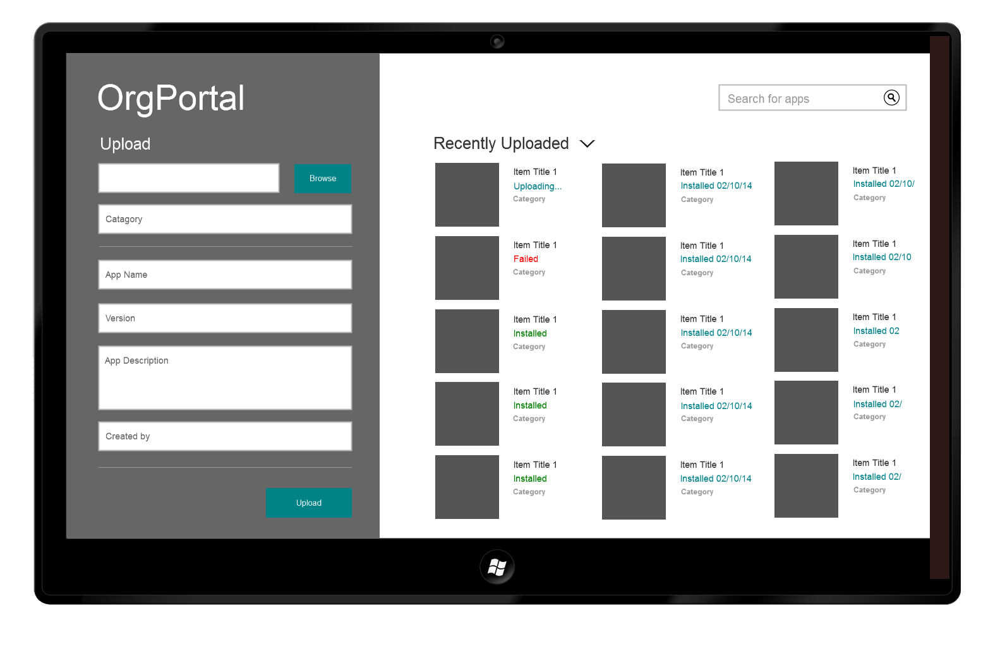 OrgPortal
Upload
Browse
Catagory
App Name
Version
App Description
Created by
Upload
Search for apps
Recently Uploaded
Item Title 1
Uploading...
Category
Item Title 1
Installed 02/10/14
Category
Item Title 1
Installed 02/10/
Category
Item Title 1
Failed
Category
Item Title 1
Installed 02/10/14
Category
Item Title 1
Installed 02/10
Category
Item Title 1
Installed
Category
Item Title 1
Installed 02/10/14
Category
Item Title 1
Installed 02
Category
Item Title 1
Installed
Category
Item Title 1
Installed 02/10/14
Category
Item Title 1
Installed 02/
Category
Item Title 1
Installed
Category
Item Title 1
Installed 02/10/14
Category
Item Title 1
Installed 02/
Category